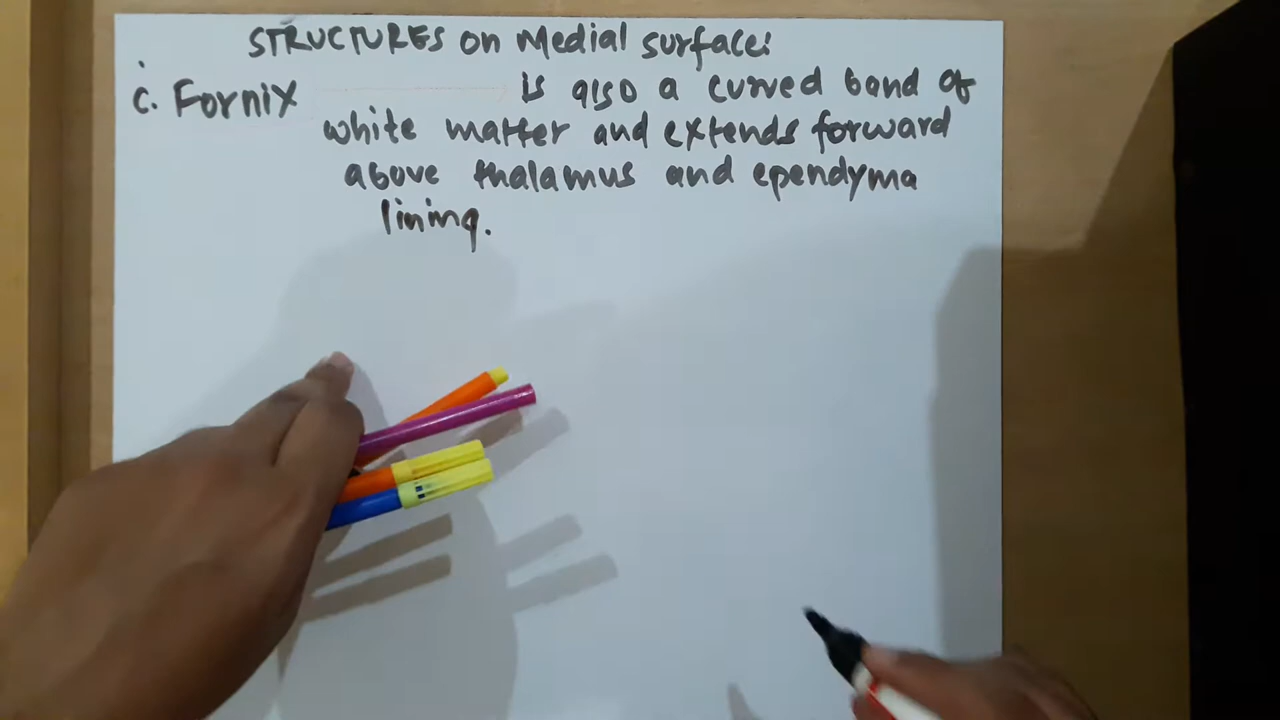 STRUCTURES on Medial surface:
c. Fornix is also a curved band of
white matter and extends forward
above thalamus and ependyma
lining.